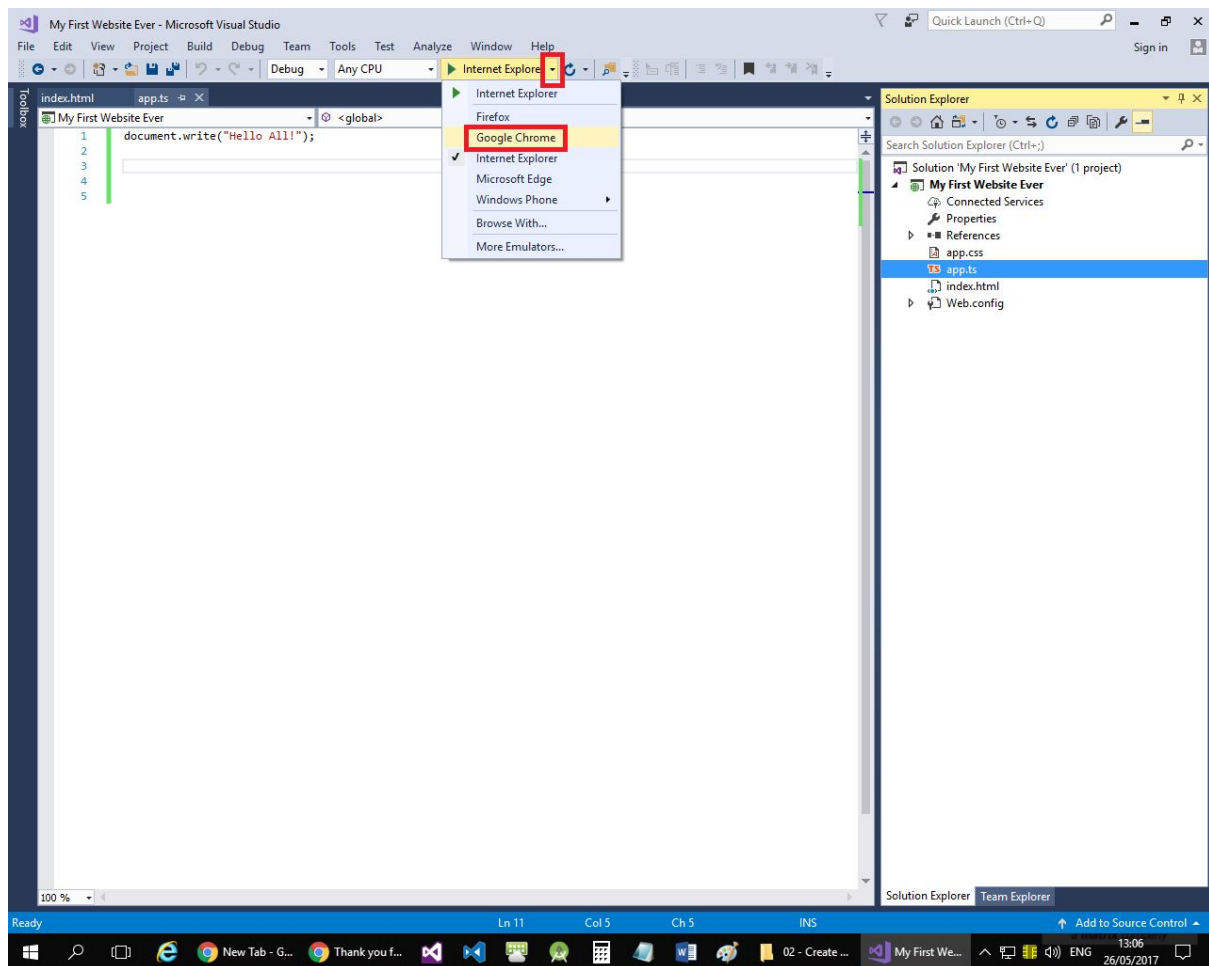 My First Website Ever - Microsoft Visual Studio
Quick Launch (Ctrl+Q)
File Edit View Project Build Debug Team Tools Test Analyze Window Help
Sign in
Debug Any CPU Internet Explore
Toolbox
index.html app.ts
My First Website Ever
<global>
1 document.write("Hello All!");
2
3
4
5
Internet Explorer
Firefox
Google Chrome
Internet Explorer
Microsoft Edge
Windows Phone
Browse With...
More Emulators...
Solution Explorer
Search Solution Explorer (Ctrl+;)
Solution 'My First Website Ever' (1 project)
My First Website Ever
Connected Services
Properties
References
app.css
TS app.ts
index.html
Web.config
100 %
Solution Explorer Team Explorer
Ready Ln 11 Col 5 Ch 5 INS Add to Source Control
New Tab - G... Thank you f... 02 - Create ... My First We... ENG
13:06
26/05/2017